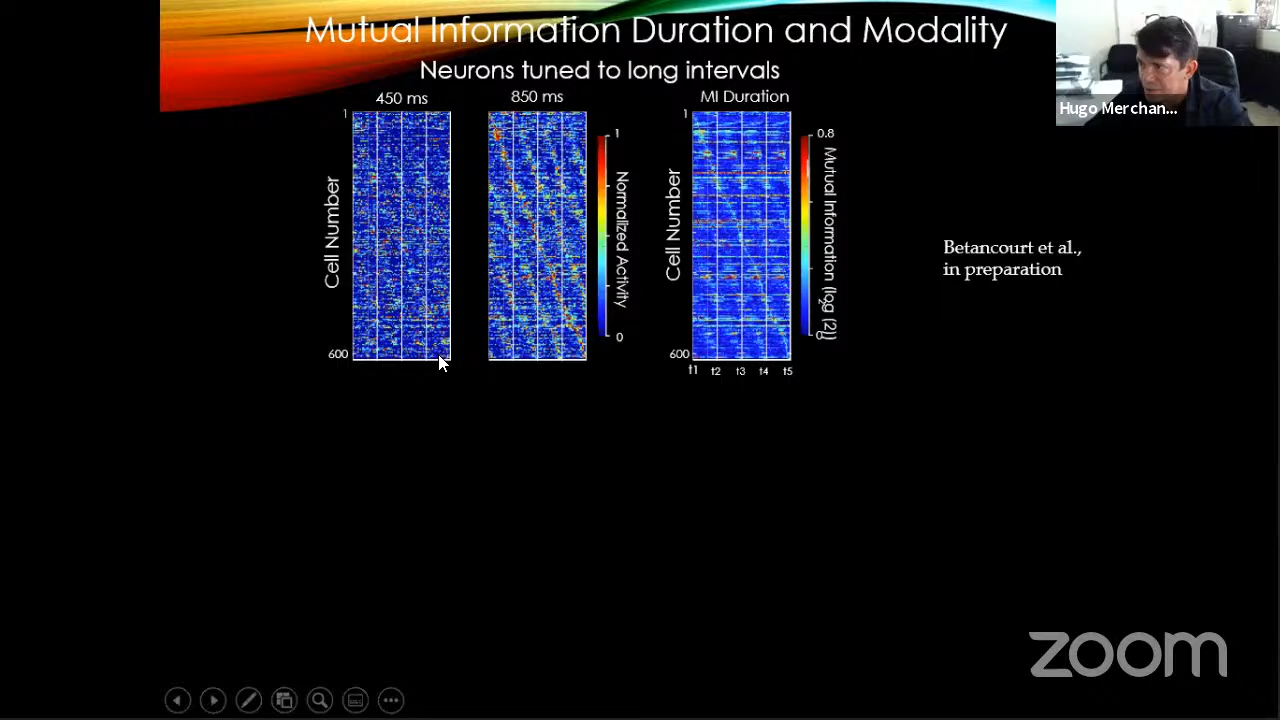 Mutual Information Duration and Modality
Neurons tuned to long intervals
450 ms
850 ms
MI Duration
1
Cell Number
600
1
Normalized Activity
0
1
Cell Number
600
t1 t2 t3 t4 t5
0.8
Mutual Information (log (2))
0
Betancourt et al.,
in preparation
Hugo Merchan...
zoom